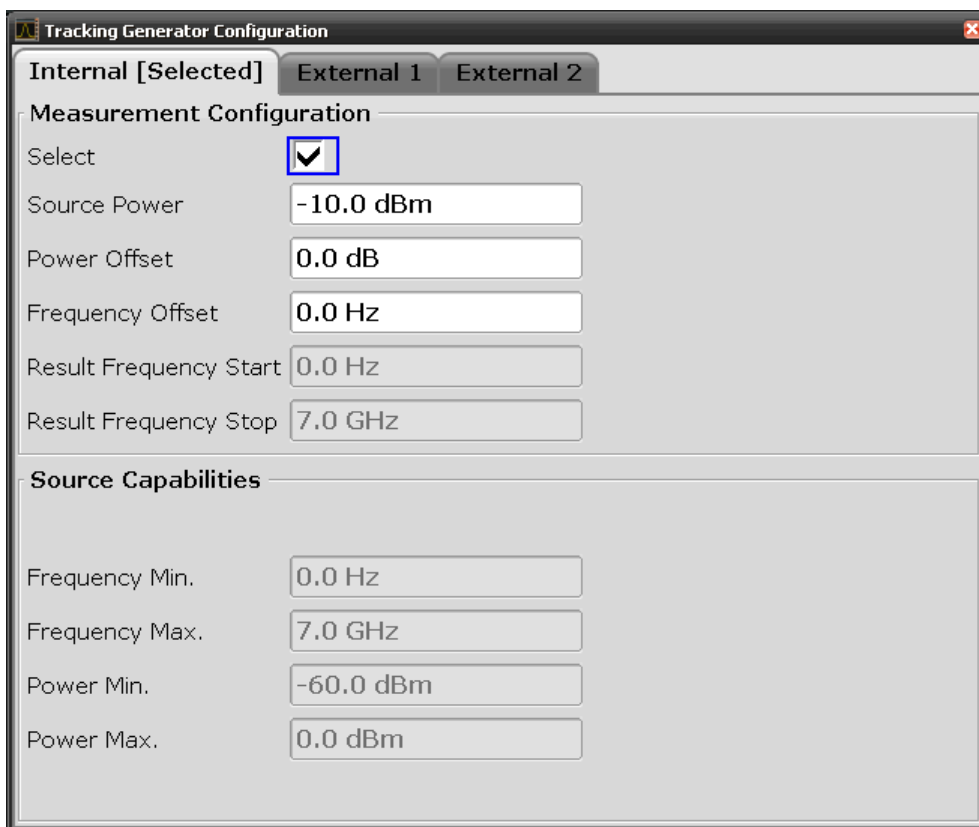 Tracking Generator Configuration
Internal [Selected] External 1 External 2
Measurement Configuration
Select
Source Power -10.0 dBm
Power Offset 0.0 dB
Frequency Offset 0.0 Hz
Result Frequency Start 0.0 Hz
Result Frequency Stop 7.0 GHz
Source Capabilities
Frequency Min. 0.0 Hz
Frequency Max. 7.0 GHz
Power Min. -60.0 dBm
Power Max. 0.0 dBm